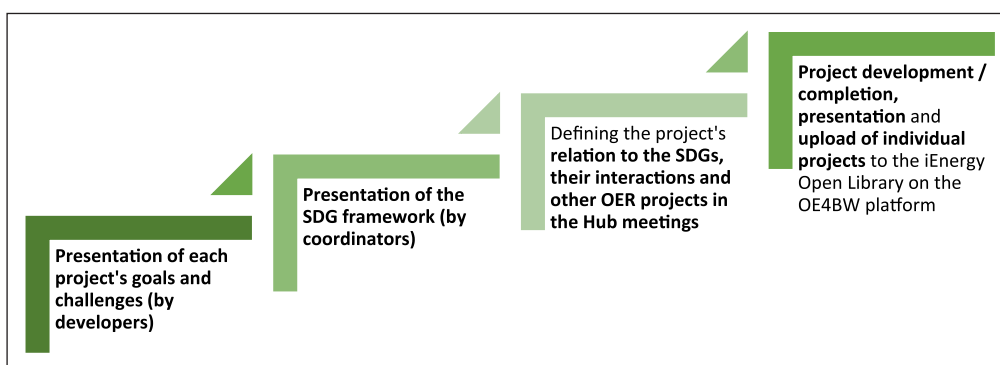 Presentation of each
project's goals and
challenges (by
developers)
Presentation of the
SDG framework (by
coordinators)
Defining the project's
relation to the SDGs,
their interactions and
other OER projects in
the Hub meetings
Project development /
completion,
presentation and
upload of individual
projects to the iEnergy
Open Library on the
OE4BW platform